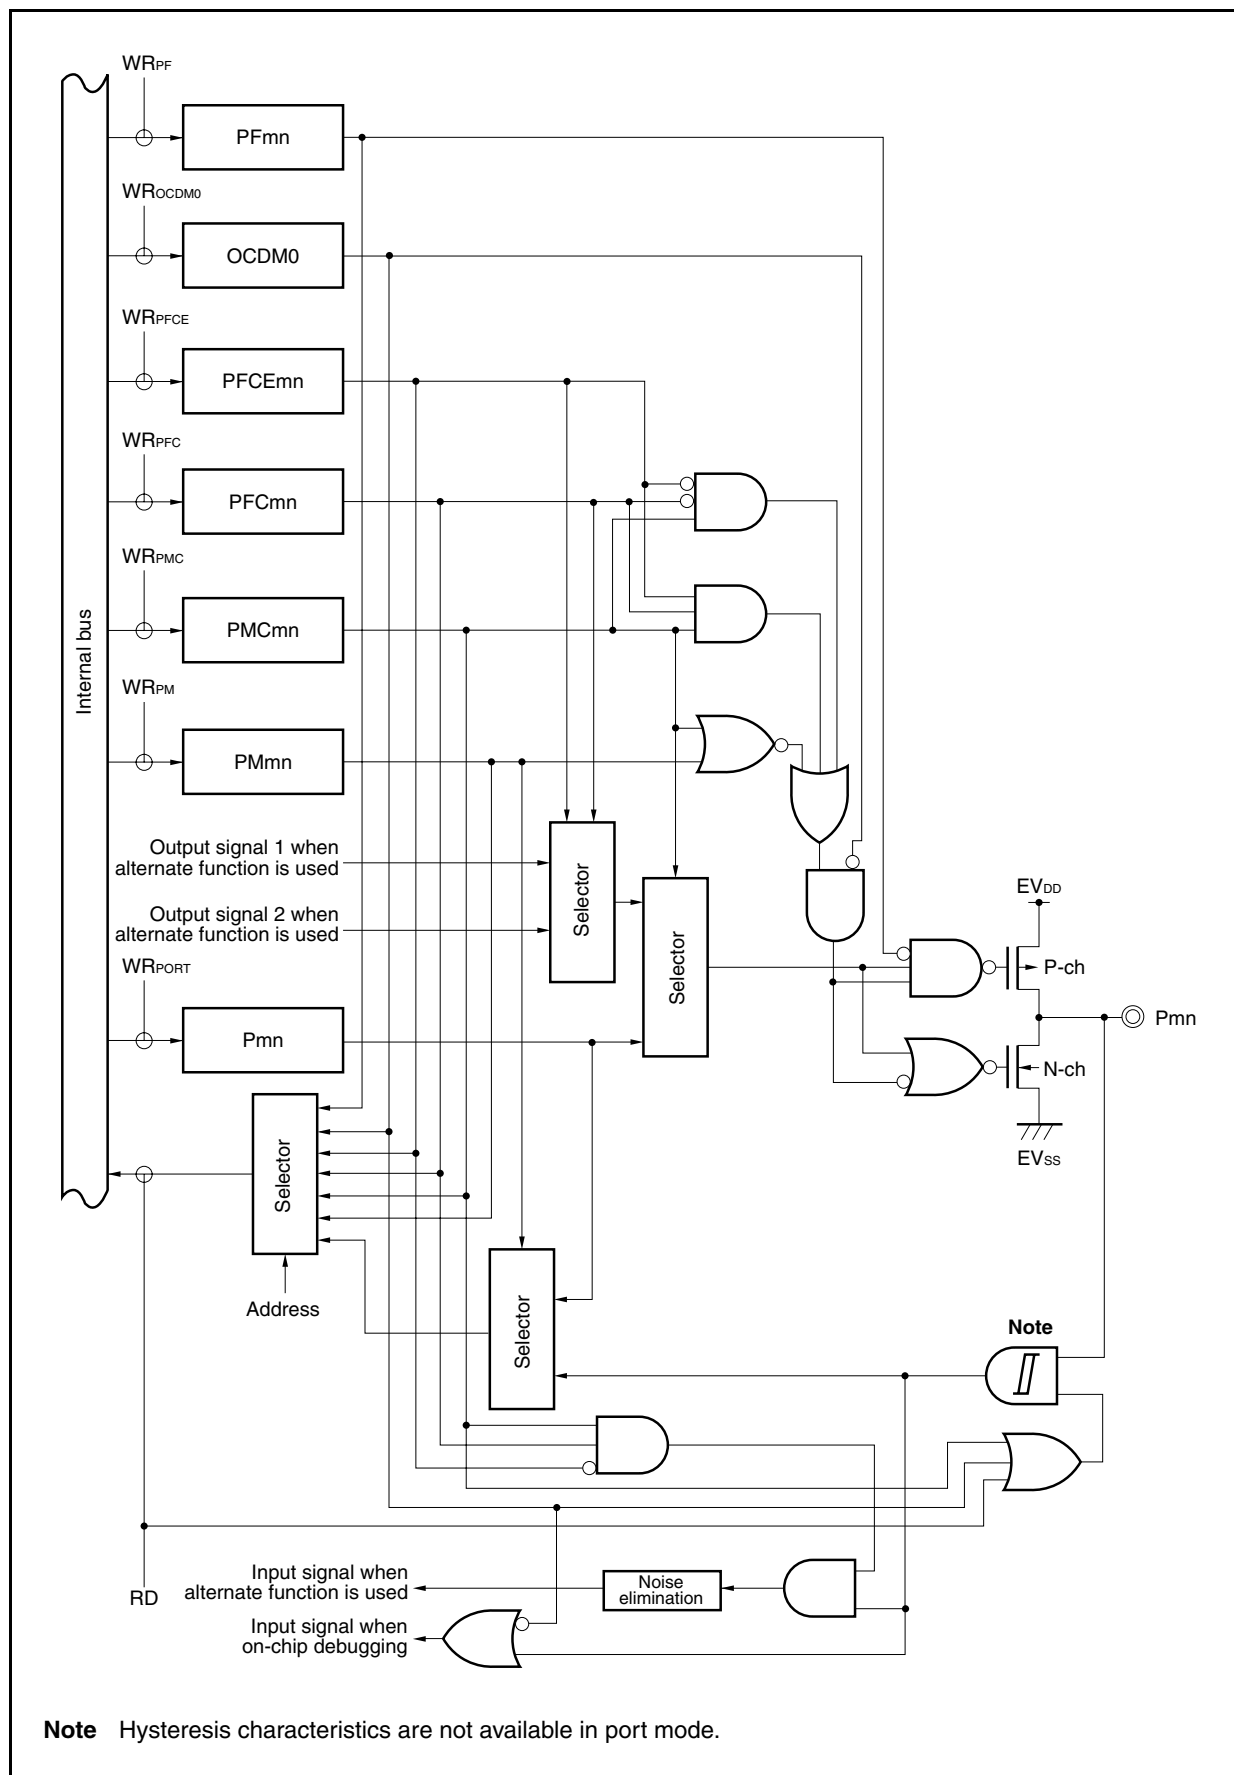 WRPF
PFmn
WROCDM0
OCDM0
WRPFCE
PFCEmn
WRPFC
PFCmn
WRPMC
PMCmn
Internal bus
WRPM
PMmn
Output signal 1 when
alternate function is used
Output signal 2 when
alternate function is used
Selector
Selector
EVDD
P-ch
WRPORT
Pmn
Pmn
N-ch
EVSS
Selector
Address
Selector
Note
RD
Input signal when
alternate function is used
Noise
elimination
Input signal when
on-chip debugging
Note Hysteresis characteristics are not available in port mode.